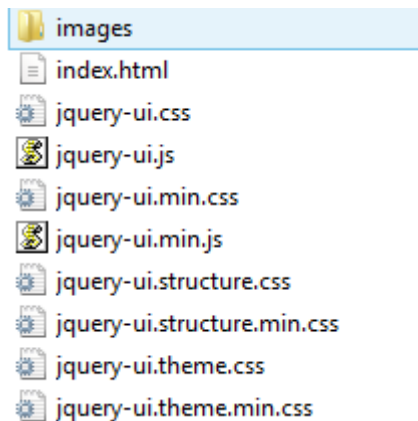 images
index.html
jquery-ui.css
jquery-ui.js
jquery-ui.min.css
jquery-ui.min.js
jquery-ui.structure.css
jquery-ui.structure.min.css
jquery-ui.theme.css
jquery-ui.theme.min.css